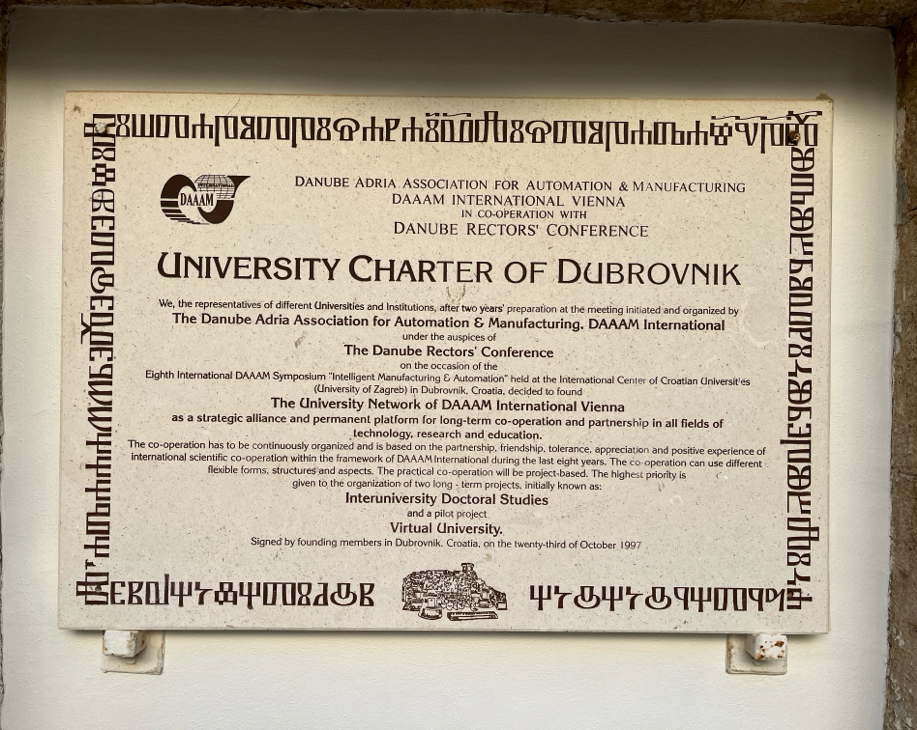 DAAAM
INTERNATIONAL
DANUBE ADRIA ASSOCIATION FOR AUTOMATION & MANUFACTURING
DAAAM INTERNATIONAL VIENNA
IN CO-OPERATION WITH
DANUBE RECTORS' CONFERENCE
UNIVERSITY CHARTER OF DUBROVNIK
We, the representatives of different Universities and Institutions, after two years' preparation at the meeting initiated and organized by
The Danube Adria Association for Automation & Manufacturing, DAAAM International
under the auspices of
The Danube Rectors' Conference
on the occasion of the
Eighth International DAAAM Symposium "Intelligent Manufacturing & Automation" held at the International Center of Croatian Universities
(University of Zagreb) in Dubrovnik, Croatia, decided to found
The University Network of DAAAM International Vienna
as a strategic alliance and permanent platform for long-term co-operation and partnership in all fields of
technology, research and education.
The co-operation has to be continuously organized and is based on the partnership, friendship, tolerance, appreciation and positive experience of
international scientific co-operation within the framework of DAAAM International during the last eight years. The co-operation can use different
flexible forms, structures and aspects. The practical co-operation will be project-based. The highest priority is
given to the organization of two long - term projects, initially known as:
Interuniversity Doctoral Studies
and a pilot project
Virtual University.
Signed by founding members in Dubrovnik, Croatia, on the twenty-third of October 1997